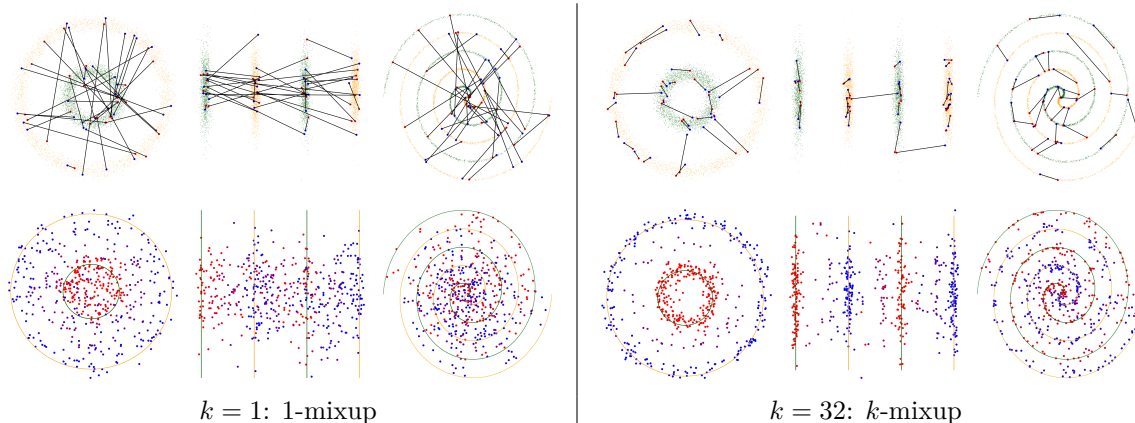 k = 1: 1-mixup
k = 32: k-mixup